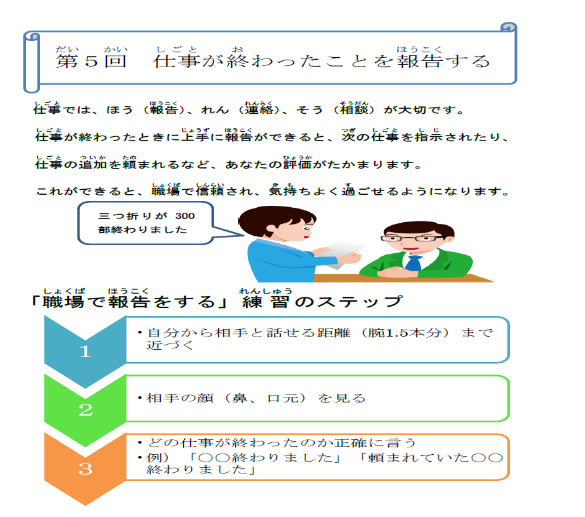 第５回　仕事が終わったことを報告する
仕事では、ほう（報告）、れん（連絡）、そう（相談）が大切です。
仕事が終わったときに上手に報告ができると、次の仕事を指示されたり、
仕事の追加を頼まれるなど、あなたの評価がたかまります。
これができると、職場で信頼され、気持ちよく過ごせるようになります。
三つ折りが 300
部終わりました
「職場で報告をする」練習のステップ
1
・自分から相手と話せる距離（腕1.5本分）まで
近づく
2
・相手の顔（鼻、口元）を見る
3
・どの仕事が終わったのか正確に言う
・例）「〇〇終わりました」「頼まれていた〇〇
終わりました」